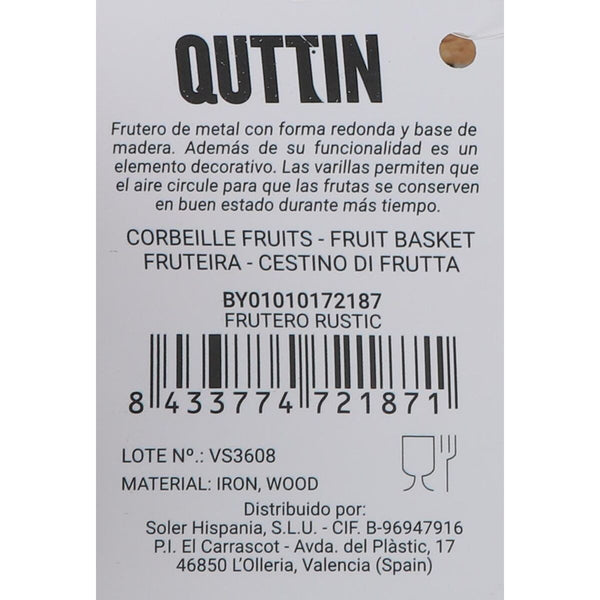 QUTTIN
Frutero de metal con forma redonda y base de
madera. Además de su funcionalidad es un
elemento decorativo. Las varillas permiten que
el aire circule para que las frutas se conserven
en buen estado durante más tiempo.
CORBEILLE FRUITS - FRUIT BASKET
FRUTEIRA - CESTINO DI FRUTTA
BY01010172187
FRUTERO RUSTIC
8 433774 721871
LOTE Nº.: VS3608
MATERIAL: IRON, WOOD
Distribuido por:
Soler Hispania, S.L.U. - CIF. B-96947916
P.I. El Carrascot - Avda. del Plàstic, 17
46850 L'Olleria, Valencia (Spain)